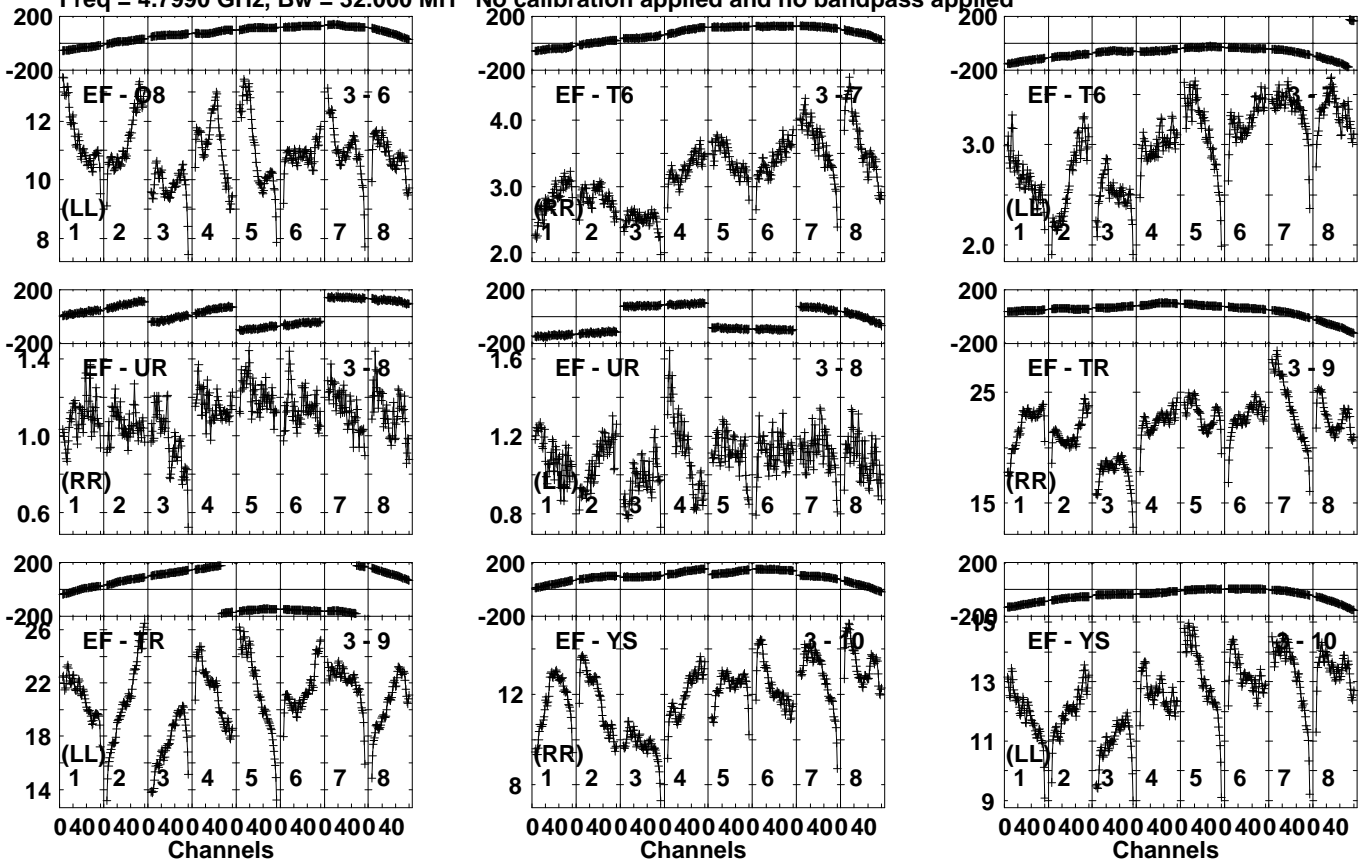 Freq = 4.7990 GHz, Bw = 32.000 MH No calibration applied and no bandpass applied
200 200 200
-200 -200 -200
EF - O8 3 - 6 EF - T6 3 - 7 EF - T6 3 - 7
12 4.0 3.0
10 3.0
(LL) (RR) (LL)
1 2 3 4 5 6 7 8 1 2 3 4 5 6 7 8 1 2 3 4 5 6 7 8
8 2.0 2.0
200 200 200
-200 -200 -200
1.4 1.6
EF - UR 3 - 8 EF - UR 3 - 8 EF - TR 3 - 9
25
1.0 1.2
(RR) (LL) (RR)
1 2 3 4 5 6 7 8 1 2 3 4 5 6 7 8 15 1 2 3 4 5 6 7 8
0.6 0.8
200 200 200
-200 -200 -200
26 15
EF - TR 3 - 9 EF - YS 3 - 10 EF - YS 3 - 10
22 12 13
18 11
(LL) (RR) (LL)
14 1 2 3 4 5 6 7 8 8 1 2 3 4 5 6 7 8 1 2 3 4 5 6 7 8
9
0 40 0 40 0 40 0 40 0 40 0 40 0 40 0 40 0 40 0 40 0 40 0 40 0 40 0 40 0 40 0 40 0 40 0 40 0 40 0 40 0 40 0 40 0 40 0 40
Channels Channels Channels